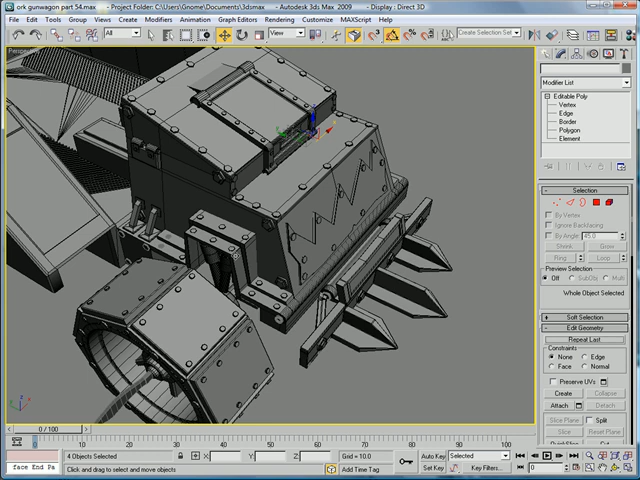 ork gunwagon part 54.max - Project Folder: C:\Users\Gnome\Documents\3dsmax - Autodesk 3ds Max 2009 - Display : Direct 3D
File Edit Tools Group Views Create Modifiers Animation Graph Editors Rendering Customize MAXScript Help
All View Create Selection Set
Modifier List
Editable Poly
Vertex
Edge
Border
Polygon
Element
Selection
By Vertex
Ignore Backfacing
By Angle: 45.0
Shrink Grow
Ring Loop
Preview Selection
Off SubObj Multi
Whole Object Selected
Soft Selection
Edit Geometry
Repeat Last
Constraints
None Edge
Face Normal
Preserve UVs
Create Collapse
Attach Detach
Slice Plane Split
Slice Reset Plane
QuickSlice Cut
0 / 100
0 10 20 30 40 50 60 70 80 90 100
4 Objects Selected X: Y: Z: Grid = 10.0 Auto Key Selected
face End Pa Click and drag to select and move objects Add Time Tag Set Key Key Filters... 0